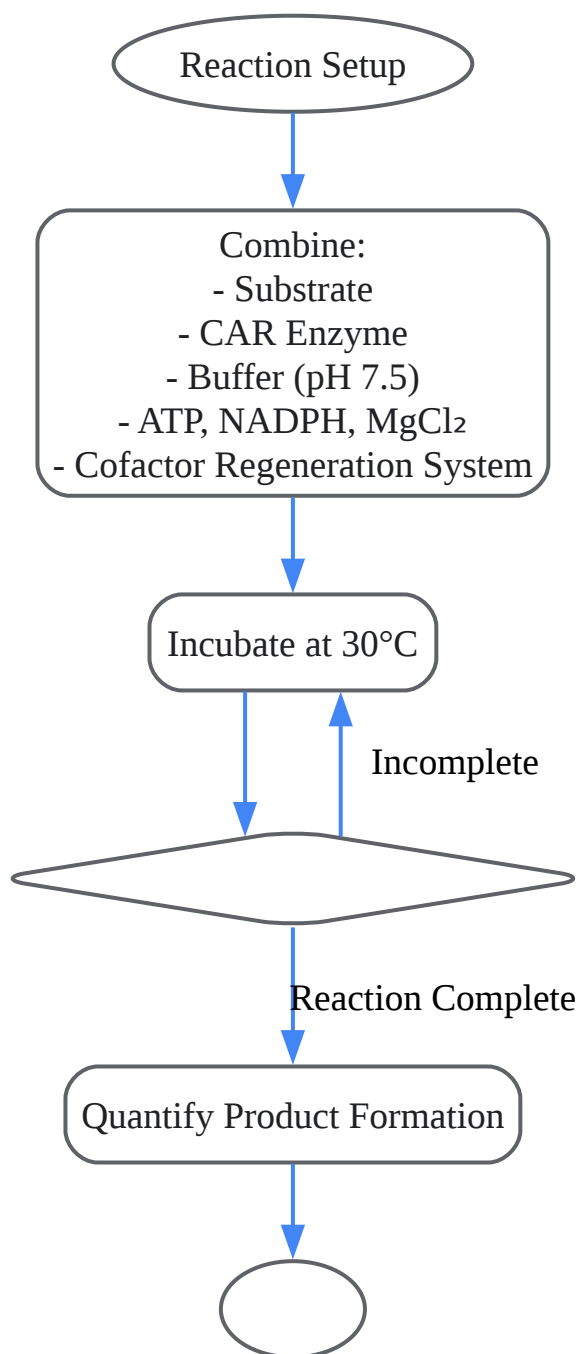 Reaction Setup
Combine:
- Substrate
- CAR Enzyme
- Buffer (pH 7.5)
- ATP, NADPH, MgCl₂
- Cofactor Regeneration System
Incubate at 30°C
Incomplete
Reaction Complete
Quantify Product Formation